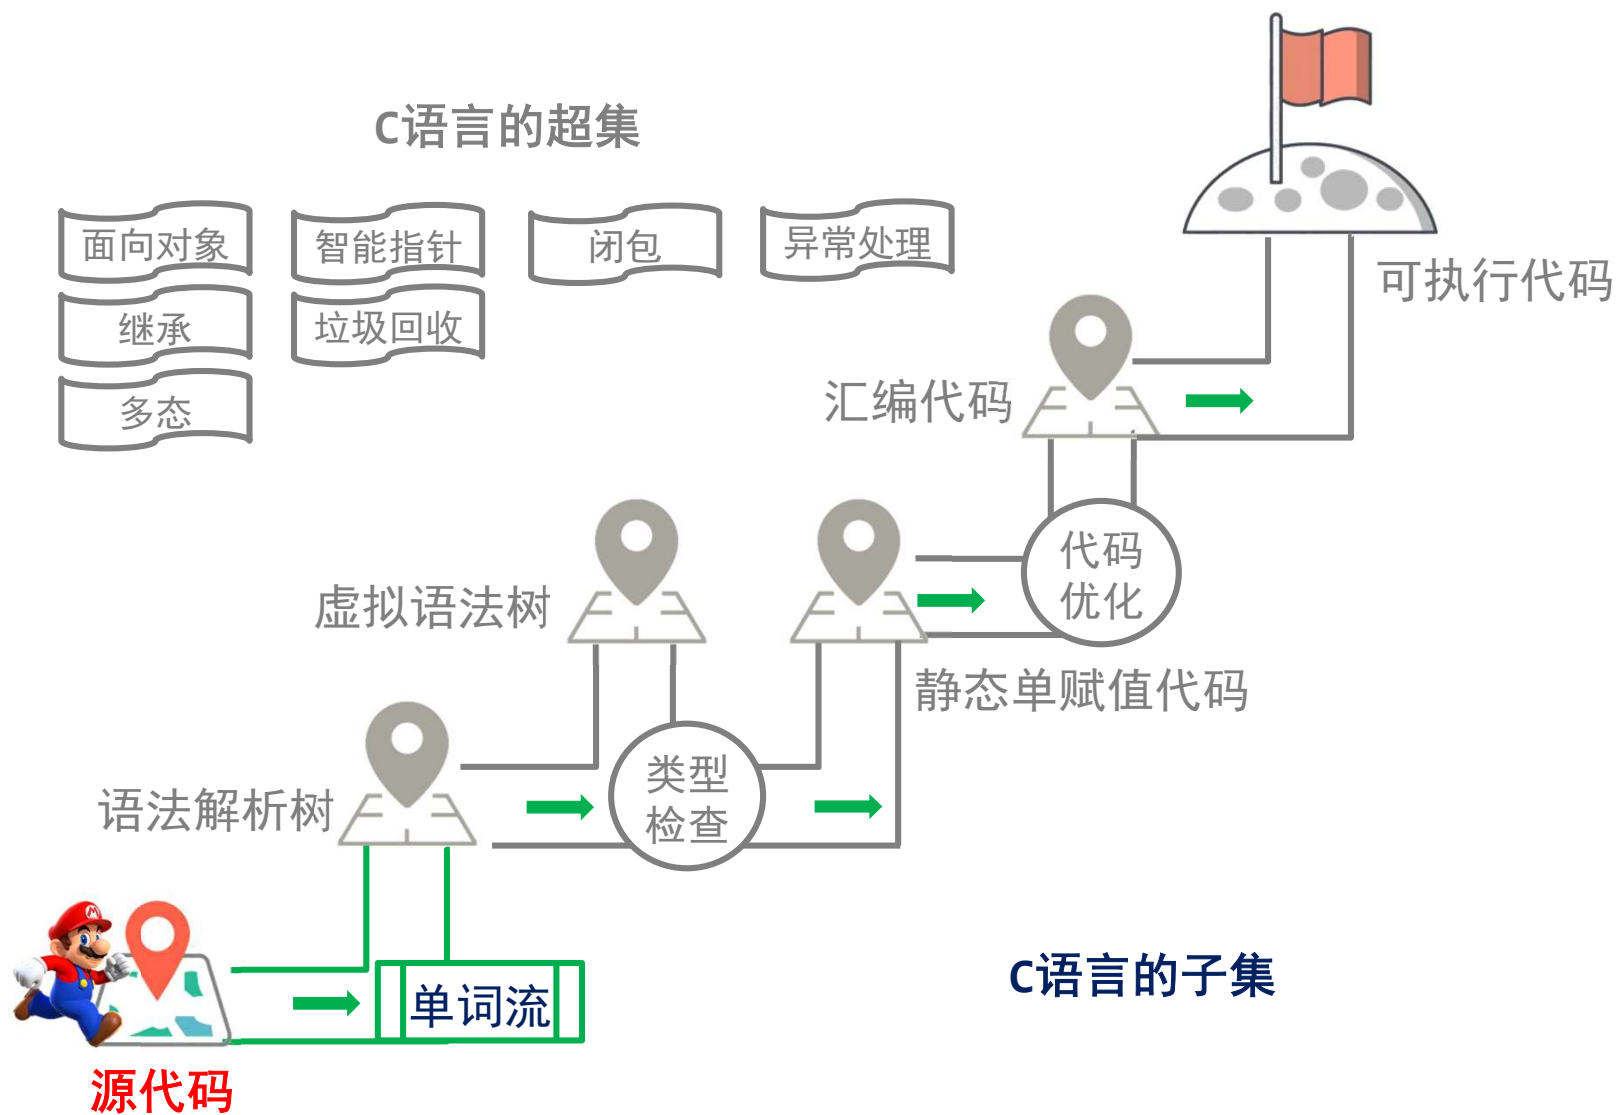 C语言的超集
面向对象
智能指针
闭包
异常处理
继承
垃圾回收
多态
可执行代码
汇编代码
代码
优化
虚拟语法树
静态单赋值代码
类型
检查
语法解析树
C语言的子集
单词流
源代码
M